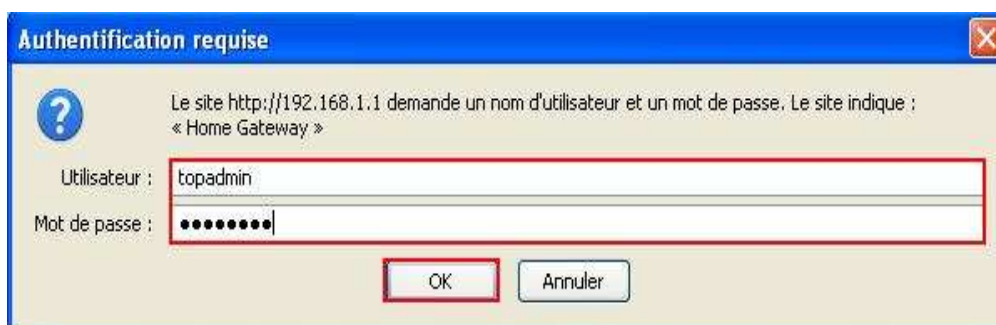 Authentification requise
Le site http://192.168.1.1 demande un nom d'utilisateur et un mot de passe. Le site indique :
« Home Gateway »
Utilisateur : topadmin
Mot de passe : ●●●●●●●●
OK Annuler